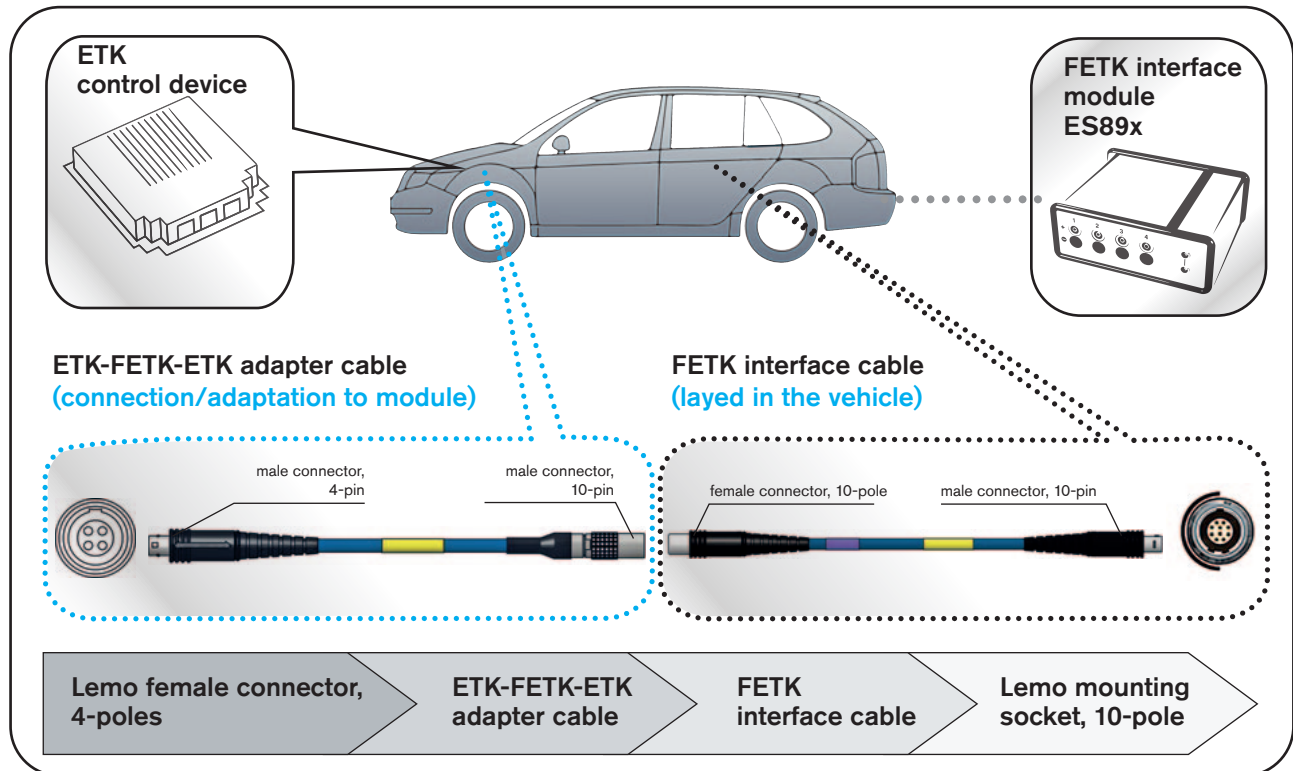 ETK
control device
FETK interface
module
ES89x
1 2 3 4
ETK-FETK-ETK adapter cable
(connection/adaptation to module)
FETK interface cable
(layed in the vehicle)
male connector,
4-pin
male connector,
10-pin
female connector, 10-pole
male connector, 10-pin
Lemo female connector,
4-poles
ETK-FETK-ETK
adapter cable
FETK
interface cable
Lemo mounting
socket, 10-pole